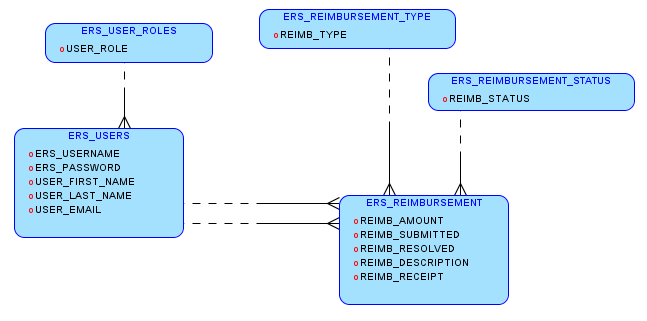 ERS_USER_ROLES
o USER_ROLE
ERS_REIMBURSEMENT_TYPE
o REIMB_TYPE
ERS_REIMBURSEMENT_STATUS
o REIMB_STATUS
ERS_USERS
o ERS_USERNAME
o ERS_PASSWORD
o USER_FIRST_NAME
o USER_LAST_NAME
o USER_EMAIL
ERS_REIMBURSEMENT
o REIMB_AMOUNT
o REIMB_SUBMITTED
o REIMB_RESOLVED
o REIMB_DESCRIPTION
o REIMB_RECEIPT